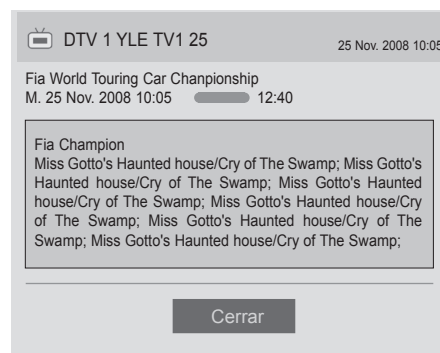 DTV 1 YLE TV1 25
25 Nov. 2008 10:05
Fia World Touring Car Chanpionship
M. 25 Nov. 2008 10:05 12:40
Fia Champion
Miss Gotto's Haunted house/Cry of The Swamp; Miss Gotto's
Haunted house/Cry of The Swamp; Miss Gotto's Haunted
house/Cry of The Swamp; Miss Gotto's Haunted house/Cry
of The Swamp; Miss Gotto's Haunted house/Cry of The
Swamp; Miss Gotto's Haunted house/Cry of The Swamp;
Cerrar